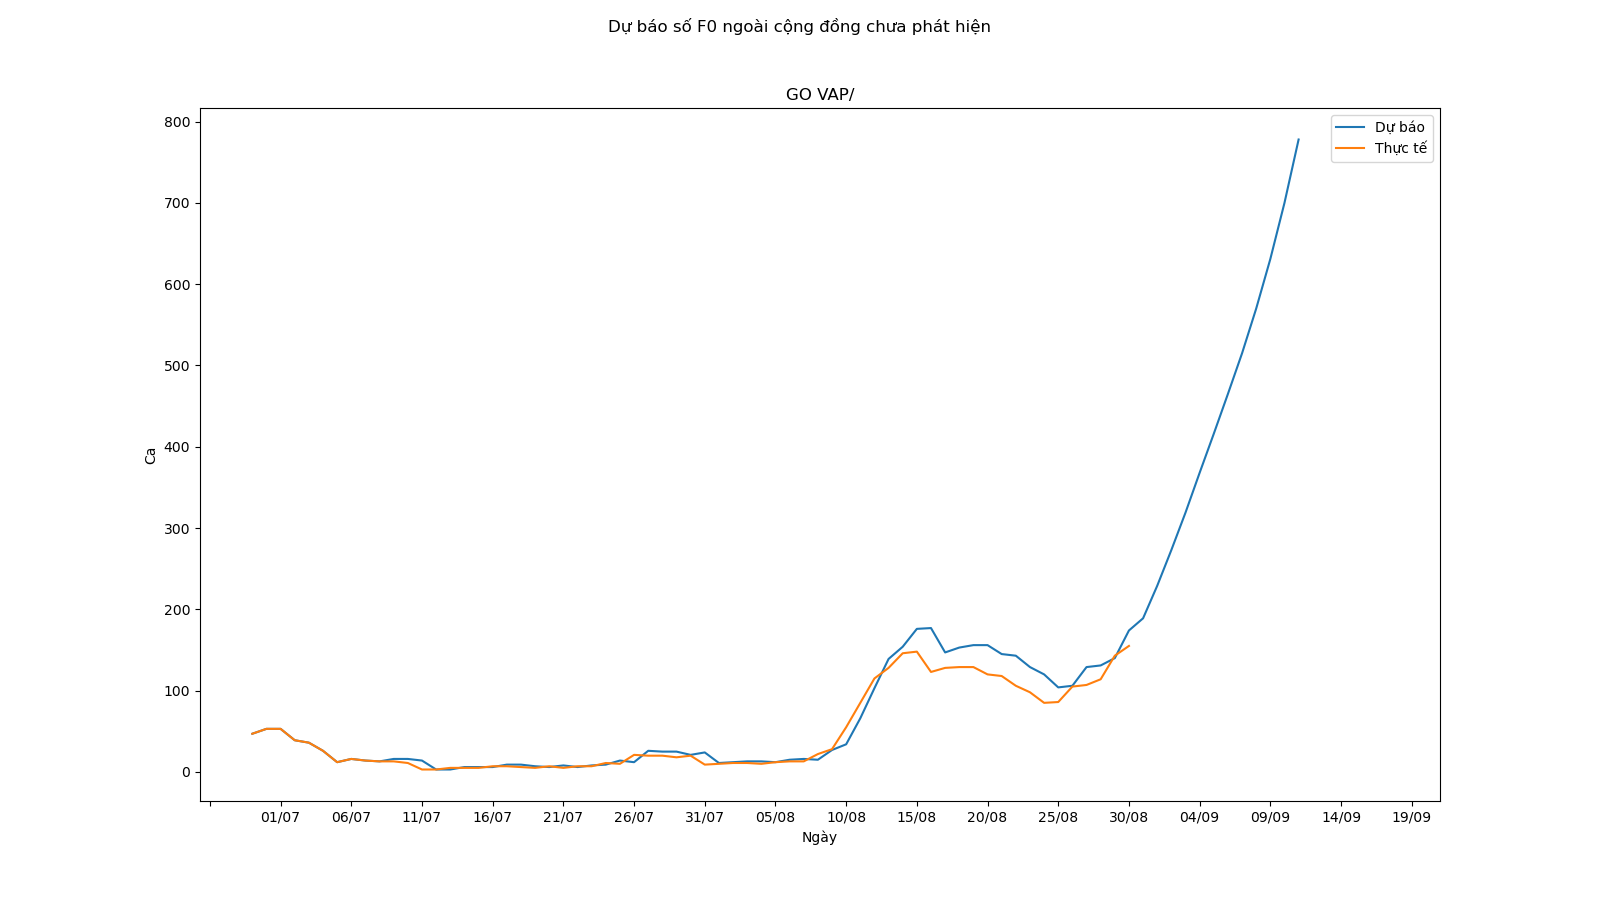 Dự báo số F0 ngoài cộng đồng chưa phát hiện
GO VAP/
Dự báo
Thực tế
800
700
600
500
400
300
200
100
0
Ca
01/07 06/07 11/07 16/07 21/07 26/07 31/07 05/08 10/08 15/08 20/08 25/08 30/08 04/09 09/09 14/09 19/09
Ngày